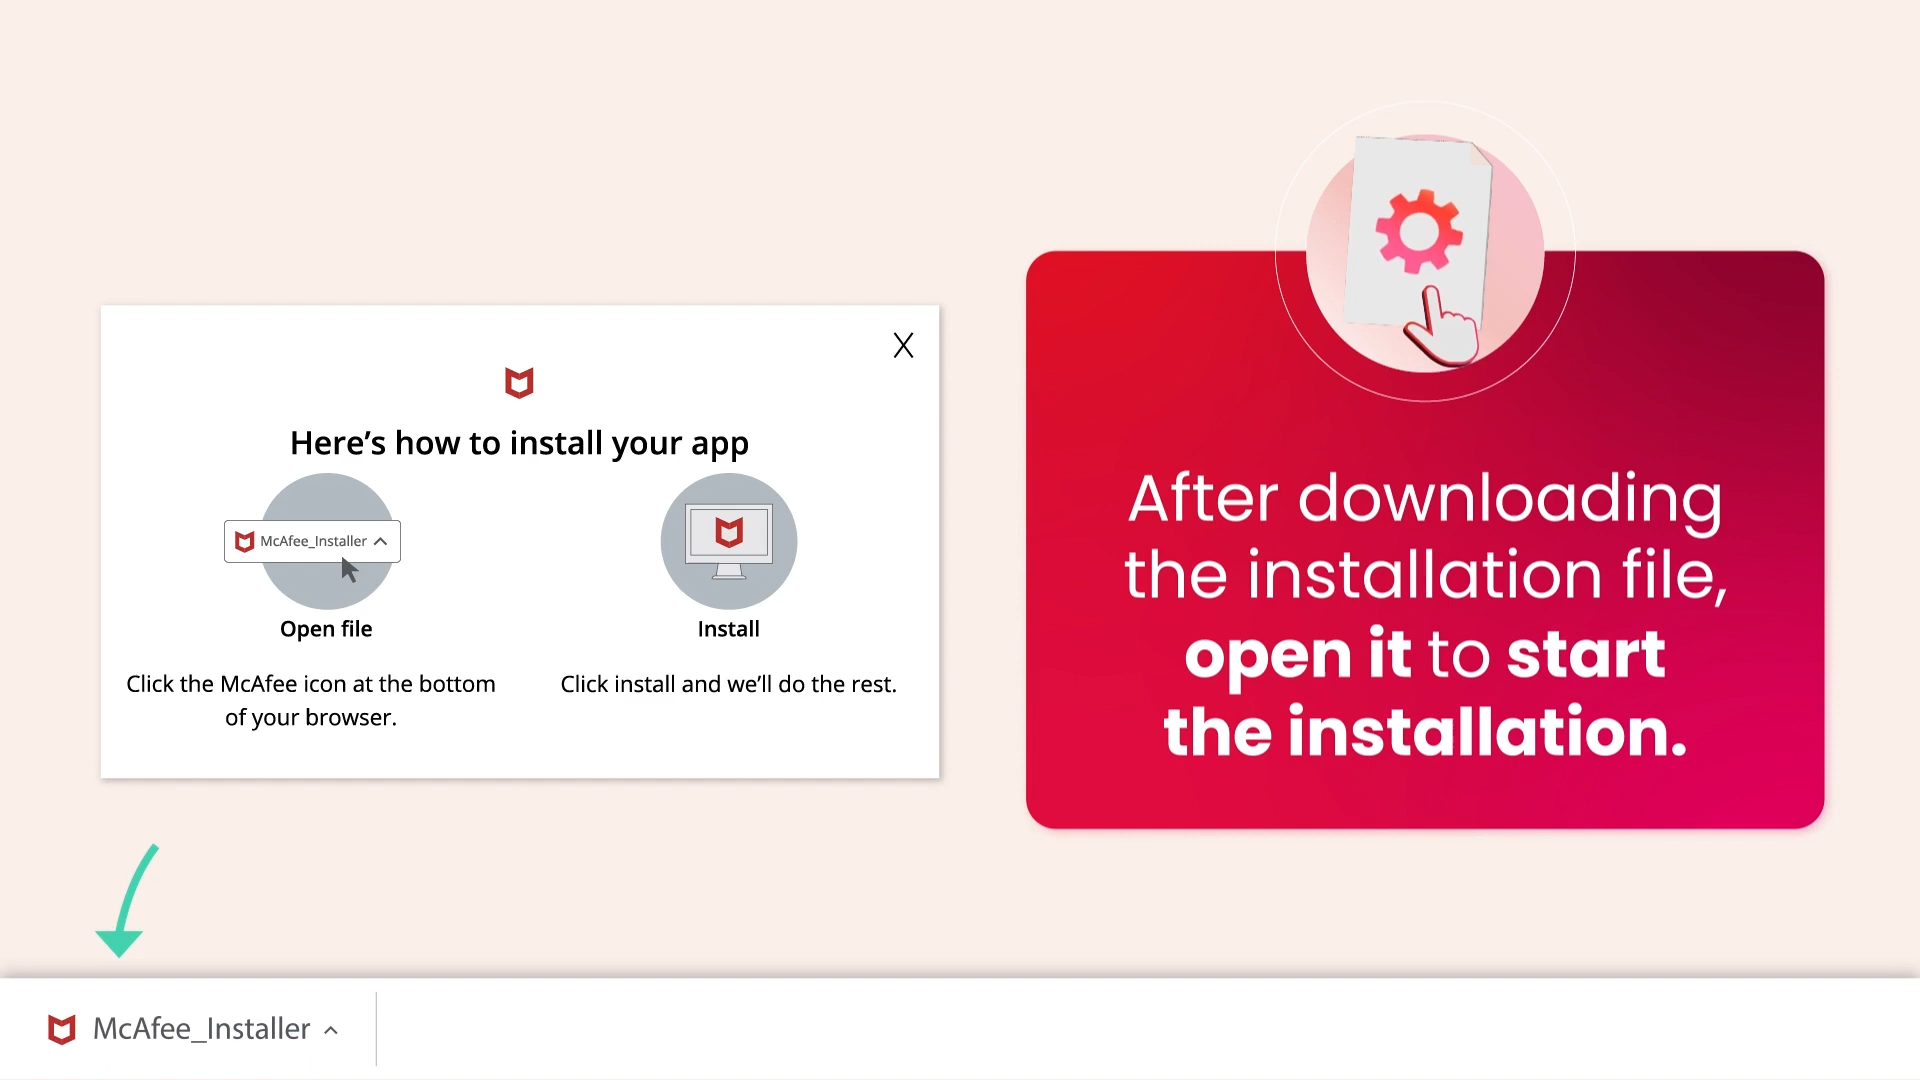 X
Here’s how to install your app
McAfee_Installer
Open file
Click the McAfee icon at the bottom
of your browser.
Install
Click install and we’ll do the rest.
After downloading
the installation file,
open it to start
the installation.
McAfee_Installer